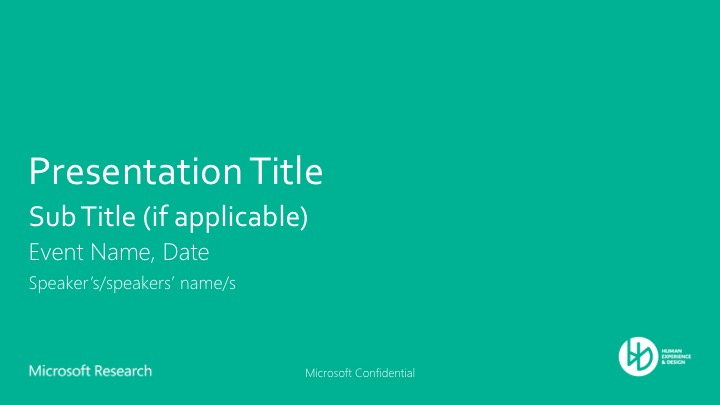 Presentation Title
Sub Title (if applicable)
Event Name, Date
Speaker’s/speakers’ name/s
Microsoft Research
Microsoft Confidential
HUMAN
EXPERIENCE
& DESIGN